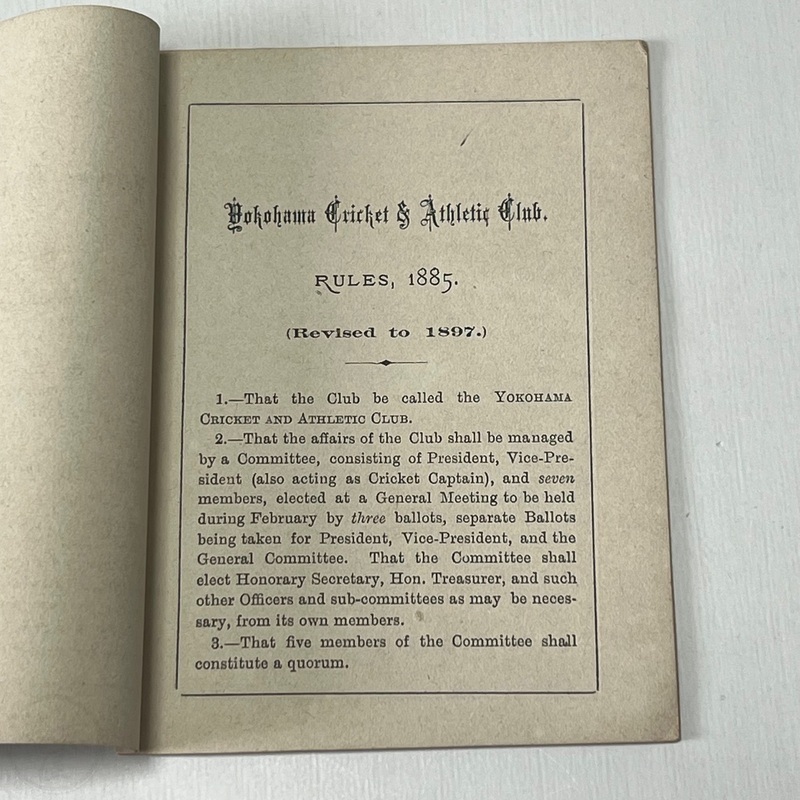 Yokohama Cricket & Athletic Club.
RULES, 1885.
(Revised to 1897.)
1.—That the Club be called the YOKOHAMA
CRICKET AND ATHLETIC CLUB.
2.—That the affairs of the Club shall be managed
by a Committee, consisting of President, Vice-Pre-
sident (also acting as Cricket Captain), and seven
members, elected at a General Meeting to be held
during February by three ballots, separate Ballots
being taken for President, Vice-President, and the
General Committee. That the Committee shall
elect Honorary Secretary, Hon. Treasurer, and such
other Officers and sub-committees as may be neces-
sary, from its own members.
3.—That five members of the Committee shall
constitute a quorum.